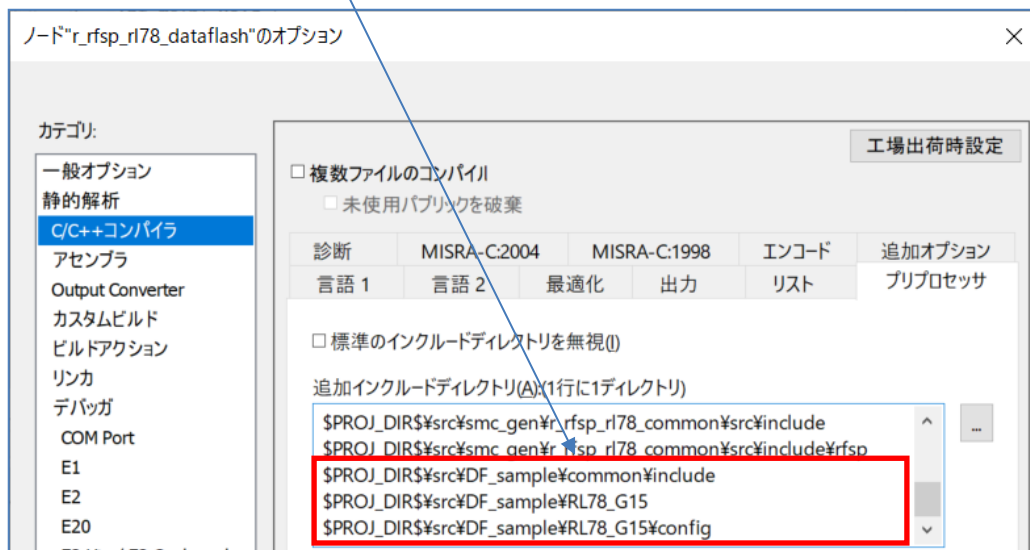 ノード"r_rfsp_rl78_dataflash"のオプション
カテゴリ:
一般オプション
静的解析
C/C++コンパイラ
アセンブラ
Output Converter
カスタムビルド
ビルドアクション
リンカ
デバッガ
COM Port
E1
E2
E20
工場出荷時設定
複数ファイルのコンパイル
未使用パブリックを破棄
診断 MISRA-C:2004 MISRA-C:1998 エンコード 追加オプション
言語 1 言語 2 最適化 出力 リスト プリプロセッサ
標準のインクルードディレクトリを無視(I)
追加インクルードディレクトリ(A):(1行に1ディレクトリ)
$PROJ_DIR$¥src¥smc_gen¥r_rfsp_rl78_common¥src¥include
$PROJ_DIR$¥src¥smc_gen¥r_rfsp_rl78_common¥src¥include¥rfsp
$PROJ_DIR$¥src¥DF_sample¥common¥include
$PROJ_DIR$¥src¥DF_sample¥RL78_G15
$PROJ_DIR$¥src¥DF_sample¥RL78_G15¥config
...